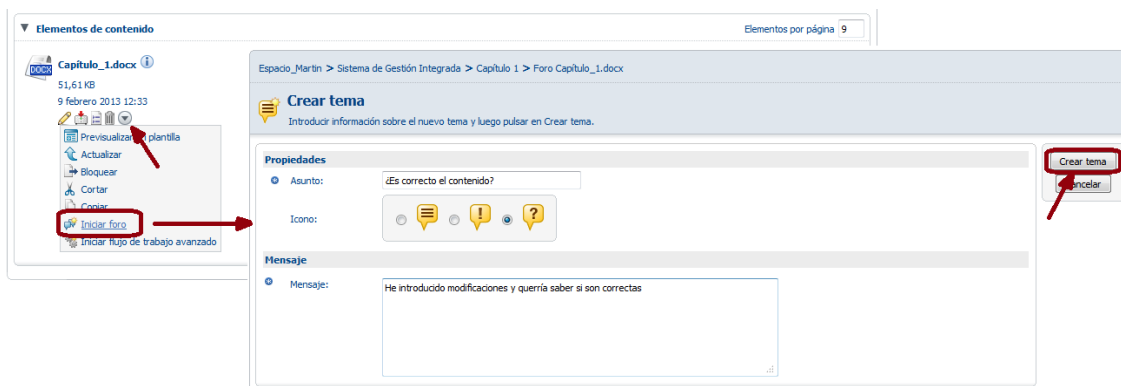 Elementos de contenido
Elementos por página 9
DOCX
Capítulo_1.docx
51,61 KB
9 febrero 2013 12:33
Previsualizar plantilla
Actualizar
Bloquear
Cortar
Copiar
Iniciar foro
Iniciar flujo de trabajo avanzado
Espacio_Martin > Sistema de Gestión Integrada > Capítulo 1 > Foro Capítulo_1.docx
Crear tema
Introducir información sobre el nuevo tema y luego pulsar en Crear tema.
Propiedades
Asunto: ¿Es correcto el contenido?
Icono:
Mensaje
Mensaje: He introducido modificaciones y querría saber si son correctas
Crear tema
Cancelar